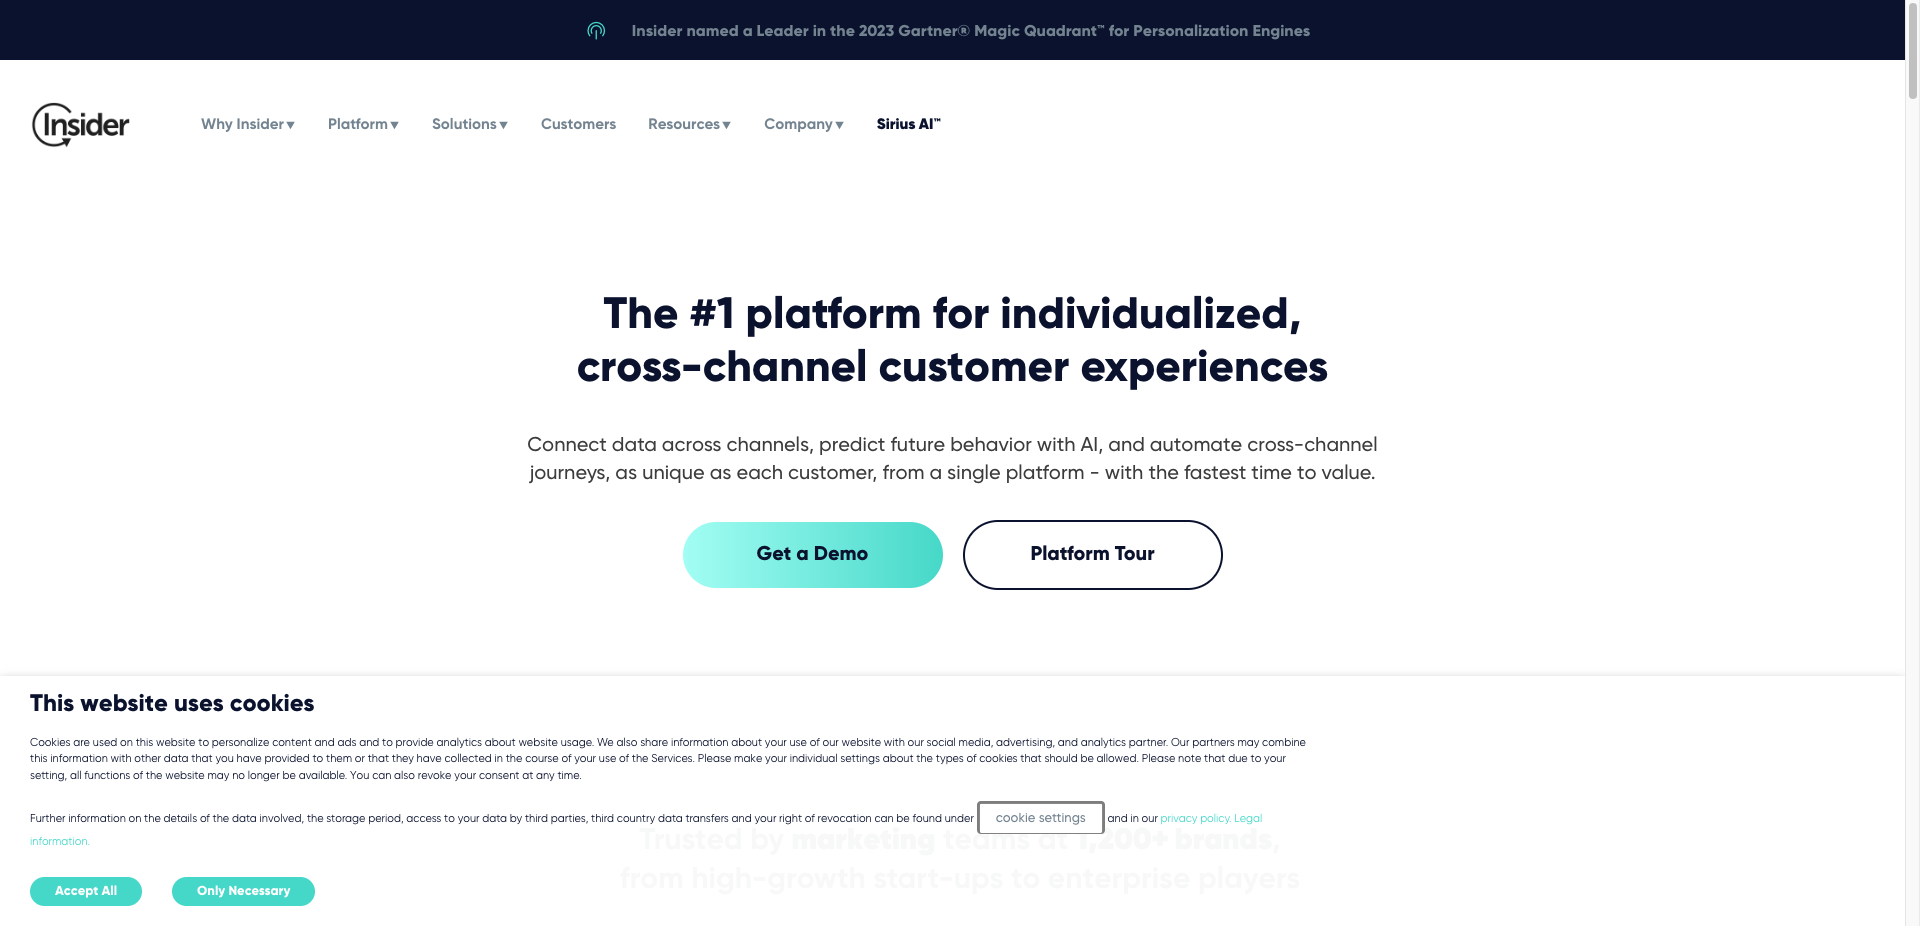 Insider named a Leader in the 2023 Gartner® Magic Quadrant™ for Personalization Engines
Insider
Why Insider▼
Platform▼
Solutions▼
Customers
Resources▼
Company▼
Sirius AI™
The #1 platform for individualized,
cross-channel customer experiences
Connect data across channels, predict future behavior with AI, and automate cross-channel
journeys, as unique as each customer, from a single platform - with the fastest time to value.
Get a Demo
Platform Tour
This website uses cookies
Cookies are used on this website to personalize content and ads and to provide analytics about website usage. We also share information about your use of our website with our social media, advertising, and analytics partner. Our partners may combine
this information with other data that you have provided to them or that they have collected in the course of your use of the Services. Please make your individual settings about the types of cookies that should be allowed. Please note that due to your
setting, all functions of the website may no longer be available. You can also revoke your consent at any time.
Further information on the details of the data involved, the storage period, access to your data by third parties, third country data transfers and your right of revocation can be found under cookie settings and in our privacy policy. Legal
information.
Trusted by marketing teams at 1,200+ brands,
from high-growth start-ups to enterprise players
Accept All
Only Necessary